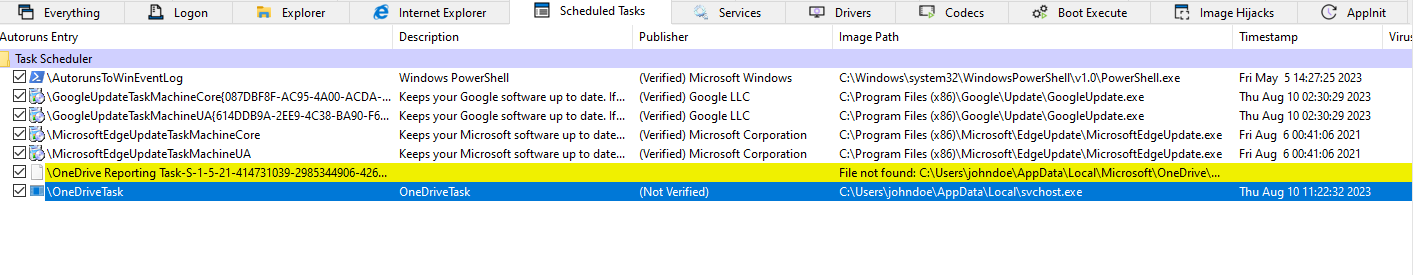 Everything Logon Explorer Internet Explorer Scheduled Tasks Services Drivers Codecs Boot Execute Image Hijacks AppInit
Autoruns Entry Description Publisher Image Path Timestamp Virus
Task Scheduler
\AutorunsToWinEventLog Windows PowerShell (Verified) Microsoft Windows C:\Windows\system32\WindowsPowerShell\v1.0\PowerShell.exe Fri May 5 14:27:25 2023
\GoogleUpdateTaskMachineCore{087DBF8F-AC95-4A00-ACDA-... Keeps your Google software up to date. If... (Verified) Google LLC C:\Program Files (x86)\Google\Update\GoogleUpdate.exe Thu Aug 10 02:30:29 2023
\GoogleUpdateTaskMachineUA{614DDB9A-2EE9-4C38-BA90-F6... Keeps your Google software up to date. If... (Verified) Google LLC C:\Program Files (x86)\Google\Update\GoogleUpdate.exe Thu Aug 10 02:30:29 2023
\MicrosoftEdgeUpdateTaskMachineCore Keeps your Microsoft software up to date... (Verified) Microsoft Corporation C:\Program Files (x86)\Microsoft\EdgeUpdate\MicrosoftEdgeUpdate.exe Fri Aug 6 00:41:06 2021
\MicrosoftEdgeUpdateTaskMachineUA Keeps your Microsoft software up to date... (Verified) Microsoft Corporation C:\Program Files (x86)\Microsoft\EdgeUpdate\MicrosoftEdgeUpdate.exe Fri Aug 6 00:41:06 2021
\OneDrive Reporting Task-S-1-5-21-414731039-2985344906-426... File not found: C:\Users\johndoe\AppData\Local\Microsoft\OneDrive\...
\OneDriveTask OneDriveTask (Not Verified) C:\Users\johndoe\AppData\Local\svchost.exe Thu Aug 10 11:22:32 2023